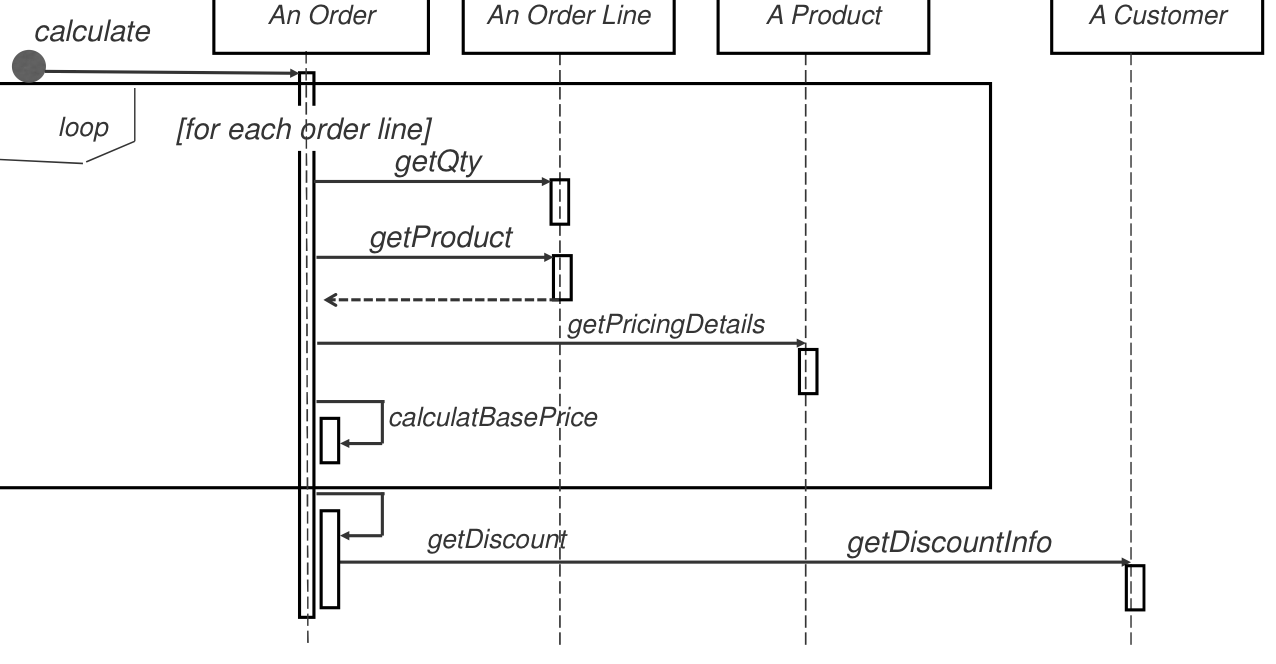 An Order
An Order Line
A Product
A Customer
calculate
loop
[for each order line]
getQty
getProduct
getPricingDetails
calculatBasePrice
getDiscount
getDiscountInfo